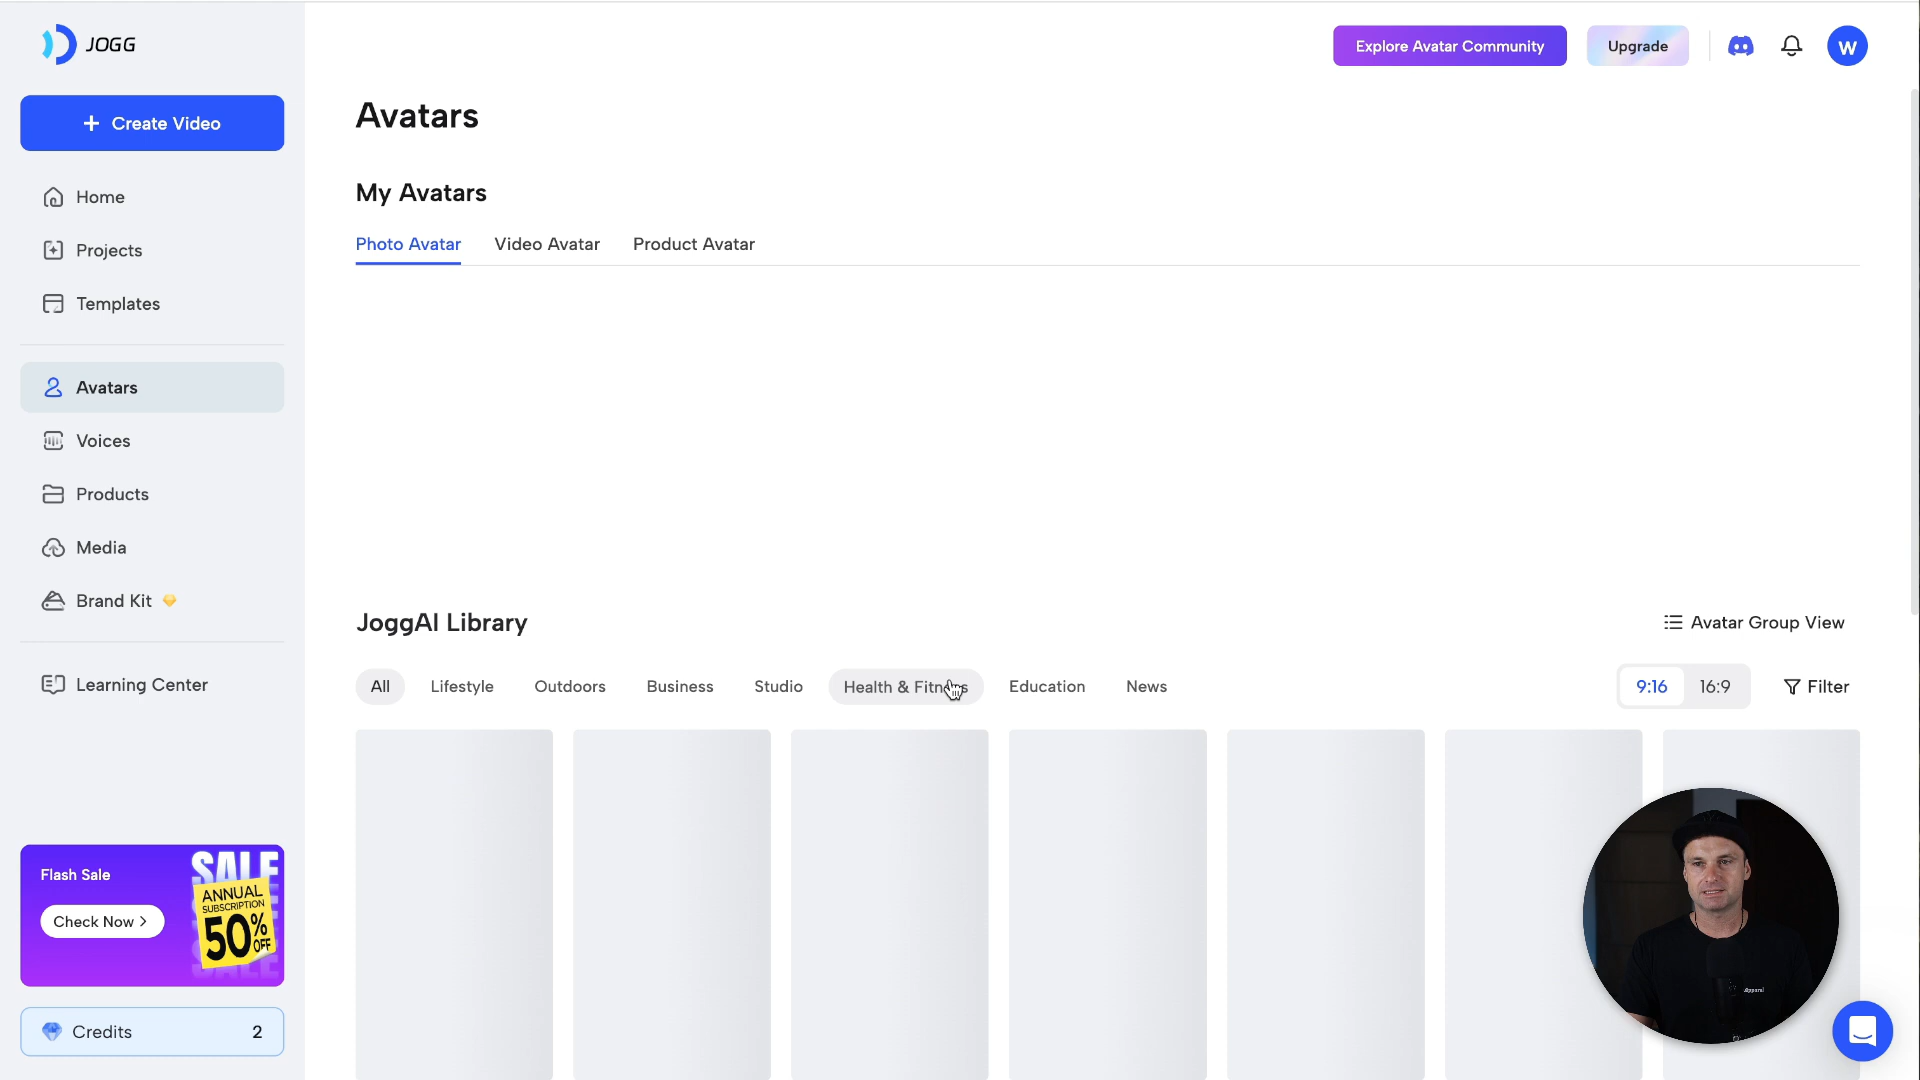 JOGG
Explore Avatar Community
Upgrade
W
Create Video
Home
Projects
Templates
Avatars
Voices
Products
Media
Brand Kit
Learning Center
Flash Sale
Check Now >
SALE
ANNUAL
SUBSCRIPTION
50% OFF
SALE
Credits 2
Avatars
My Avatars
Photo Avatar Video Avatar Product Avatar
JoggAI Library
Avatar Group View
All Lifestyle Outdoors Business Studio Health & Fitness Education News
9:16 16:9 Filter
Apparel